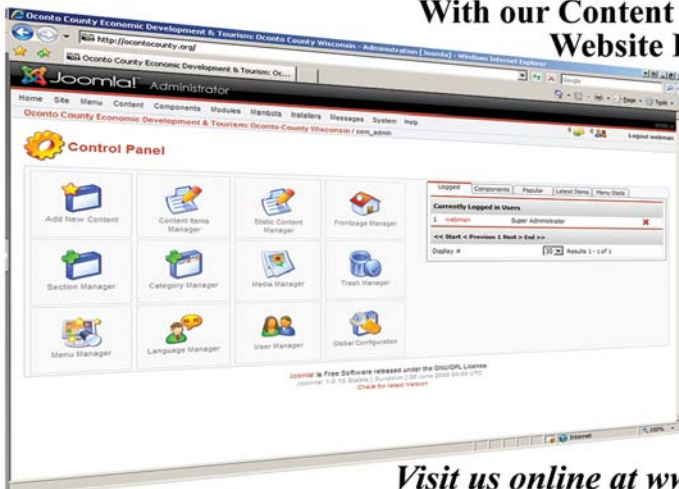 With our Content
Website
Oconto County Economic Development & Tourism: Oconto County Wisconsin - Administration [Joomla] - Windows Internet Explorer
http://ocontocounty.org/
Google
Oconto County Economic Development & Tourism: Oc...
Page
Joomla! Administrator
Home Site Menu Content Components Modules Mambots Installers Messages System Help
Oconto County Economic Development & Tourism: Oconto County Wisconsin / com_admin
Logout webman
Control Panel
Add New Content
Content Items Manager
Static Content Manager
Frontpage Manager
Section Manager
Category Manager
Media Manager
Trash Manager
Menu Manager
Language Manager
User Manager
Global Configuration
Logged Components Popular Latest Items Menu Stats
Currently Logged in Users
1 webman Super Administrator
<< Start < Previous 1 Next > End >>
Display # 30 Results 1 - 1 of 1
Joomla! is Free Software released under the GNU/GPL License.
Check for latest Version
Internet
100%
Visit us online at